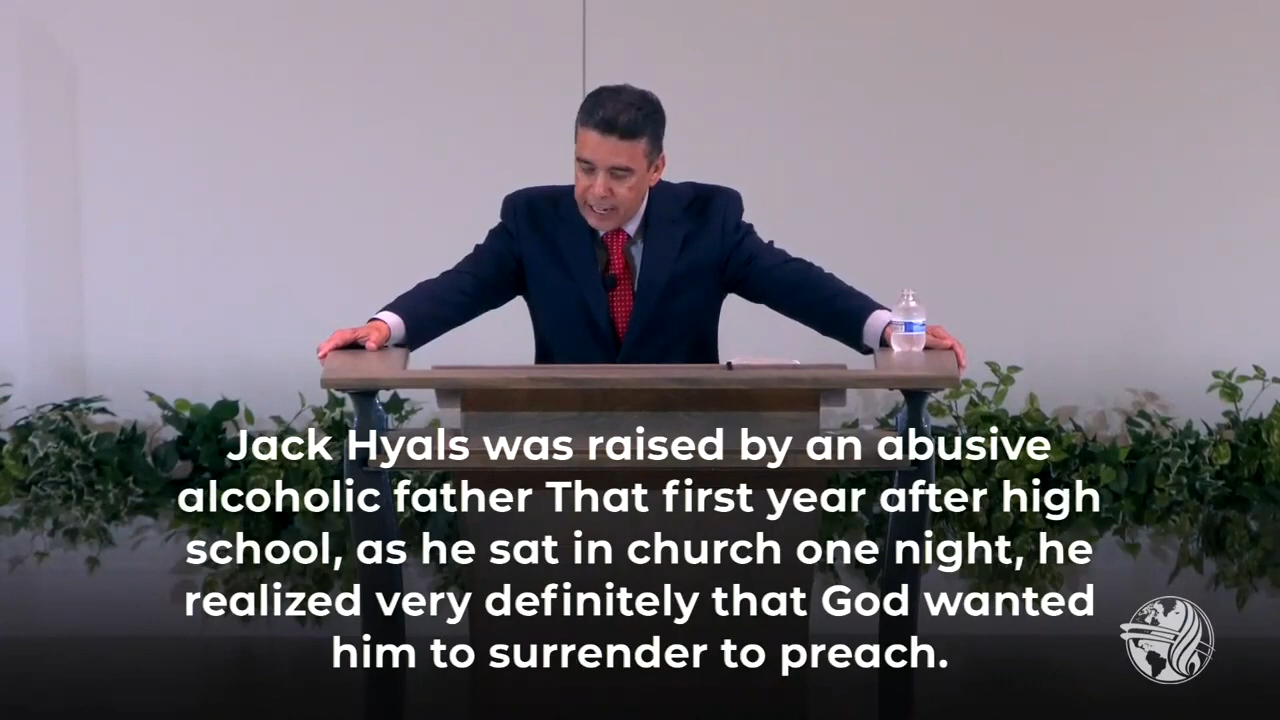 Jack Hyals was raised by an abusive
alcoholic father That first year after high
school, as he sat in church one night, he
realized very definitely that God wanted
him to surrender to preach.